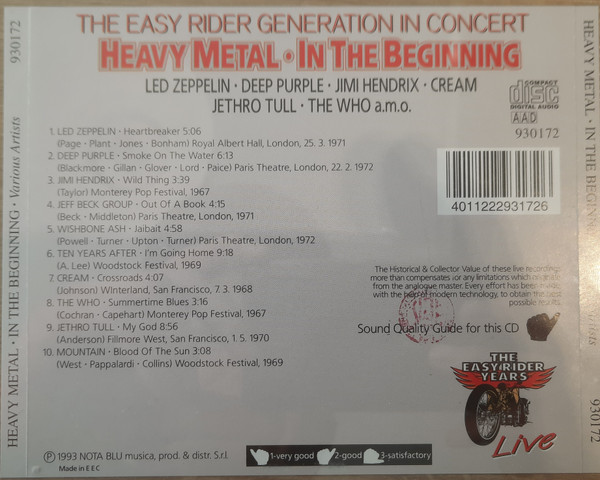 THE EASY RIDER GENERATION IN CONCERT
HEAVY METAL • IN THE BEGINNING
LED ZEPPELIN • DEEP PURPLE • JIMI HENDRIX • CREAM
JETHRO TULL • THE WHO a.m.o.
COMPACT
disc
DIGITAL AUDIO
AAD
930172
1. LED ZEPPELIN • Heartbreaker 5:06
(Page • Plant • Jones • Bonham) Royal Albert Hall, London, 25. 3. 1971
2. DEEP PURPLE • Smoke On The Water 6:13
(Blackmore • Gillan • Glover • Lord • Paice) Paris Theatre, London, 22. 2. 1972
3. JIMI HENDRIX • Wild Thing 3:39
(Taylor) Monterey Pop Festival, 1967
4. JEFF BECK GROUP • Out Of A Book 4:15
(Beck • Middleton) Paris Theatre, London, 1971
5. WISHBONE ASH • Jaibait 4:58
(Powell • Turner • Upton • Turner) Paris Theatre, London, 1972
6. TEN YEARS AFTER • I'm Going Home 9:18
(A. Lee) Woodstock Festival, 1969
7. CREAM • Crossroads 4:07
(Johnson) WInterland, San Francisco, 7. 3. 1968
8. THE WHO • Summertime Blues 3:16
(Cochran • Capehart) Monterey Pop Festival, 1967
9. JETHRO TULL • My God 8:56
(Anderson) Fillmore West, San Francisco, 1. 5. 1970
10. MOUNTAIN • Blood Of The Sun 3:08
(West • Pappalardi • Collins) Woodstock Festival, 1969
4011222931726
The Historical & Collector Value of these live recordings
more than compensates for any limitations which
from the analogue master. Every effort has been made,
with the help of modern technology, to obtain the best
possible results.
Sound Quality Guide for this CD
THE
EASY RIDER
YEARS
Live
℗ 1993 NOTA BLU musica, prod. & distr. S.r.l.
Made in E E C
1-very good 2-good 3-satisfactory
HEAVY METAL • IN THE BEGINNING • Various Artists 930172
HEAVY METAL • IN THE BEGINNING • Artists 930172